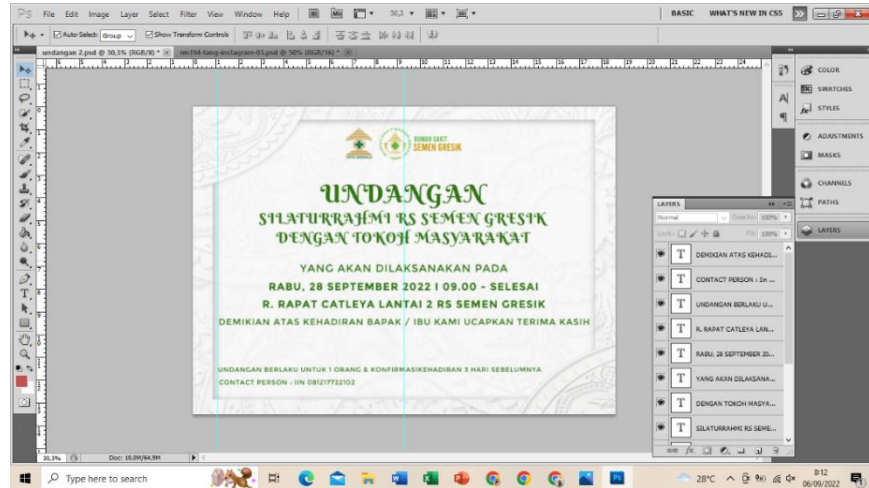 PS File Edit Image Layer Select Filter View Window Help Mb 30,3 BASIC WHAT'S NEW IN CS5
Auto-Select: Group Show Transform Controls
undangan 2.psd @ 30,3% (RGB/8) *
COLOR
SWATCHES
STYLES
ADJUSTMENTS
MASKS
CHANNELS
PATHS
LAYERS
RUMAH SAKIT
SEMEN GRESIK
UNDANGAN
SILATURRAHMI RS SEMEN GRESIK
DENGAN TOKOH MASYARAKAT
YANG AKAN DILAKSANAKAN PADA
RABU, 28 SEPTEMBER 2022 I 09.00 - SELESAI
R. RAPAT CATLEYA LANTAI 2 RS SEMEN GRESIK
DEMIKIAN ATAS KEHADIRAN BAPAK / IBU KAMI UCAPKAN TERIMA KASIH
UNDANGAN BERLAKU UNTUK 1 ORANG & KONFIRMASIKEHADIRAN 3 HARI SEBELUMNYA
CONTACT PERSON : IIN 081217722102
LAYERS
Normal Opacity: 100%
Lock: Fill: 100%
T DEMIKIAN ATAS KEHADI...
T CONTACT PERSON : Iin ...
T UNDANGAN BERLAKU U...
T R. RAPAT CATLEYA LAN...
T RABU, 28 SEPTEMBER 20...
T YANG AKAN DILAKSANA...
T DENGAN TOKOH MASYA...
T SILATURRAHMI RS SEME...
30,3% Doc: 10,0M/64,9M
Type here to search
28°C
8:12
06/09/2022